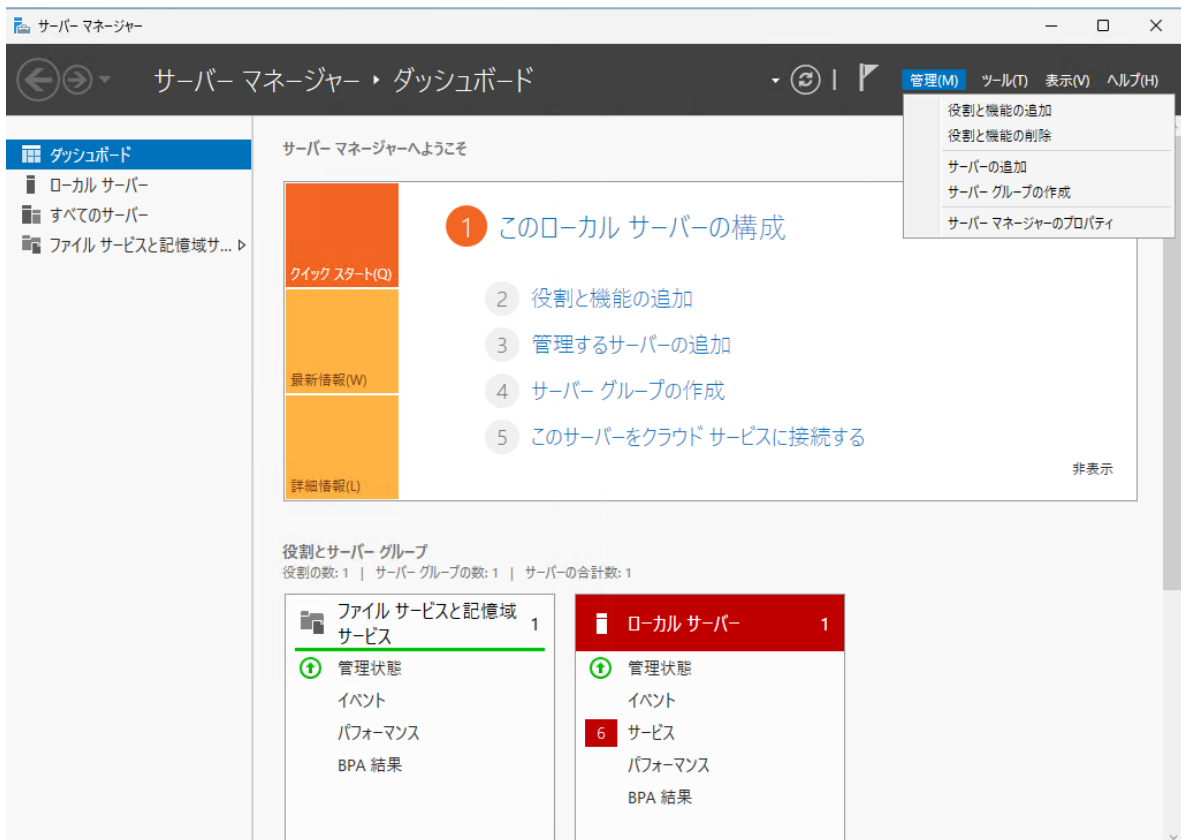 サーバー マネージャー
サーバー マネージャー ・ ダッシュボード
管理(M) ツール(T) 表示(V) ヘルプ(H)
役割と機能の追加
役割と機能の削除
サーバーの追加
サーバー グループの作成
サーバー マネージャーのプロパティ
ダッシュボード
ローカル サーバー
すべてのサーバー
ファイル サービスと記憶域サ...
サーバー マネージャーへようこそ
クイック スタート(Q)
最新情報(W)
詳細情報(L)
1 このローカル サーバーの構成
2 役割と機能の追加
3 管理するサーバーの追加
4 サーバー グループの作成
5 このサーバーをクラウド サービスに接続する
非表示
役割とサーバー グループ
役割の数: 1 | サーバー グループの数: 1 | サーバーの合計数: 1
ファイル サービスと記憶域
サービス
1
管理状態
イベント
パフォーマンス
BPA 結果
ローカル サーバー 1
管理状態
イベント
6 サービス
パフォーマンス
BPA 結果